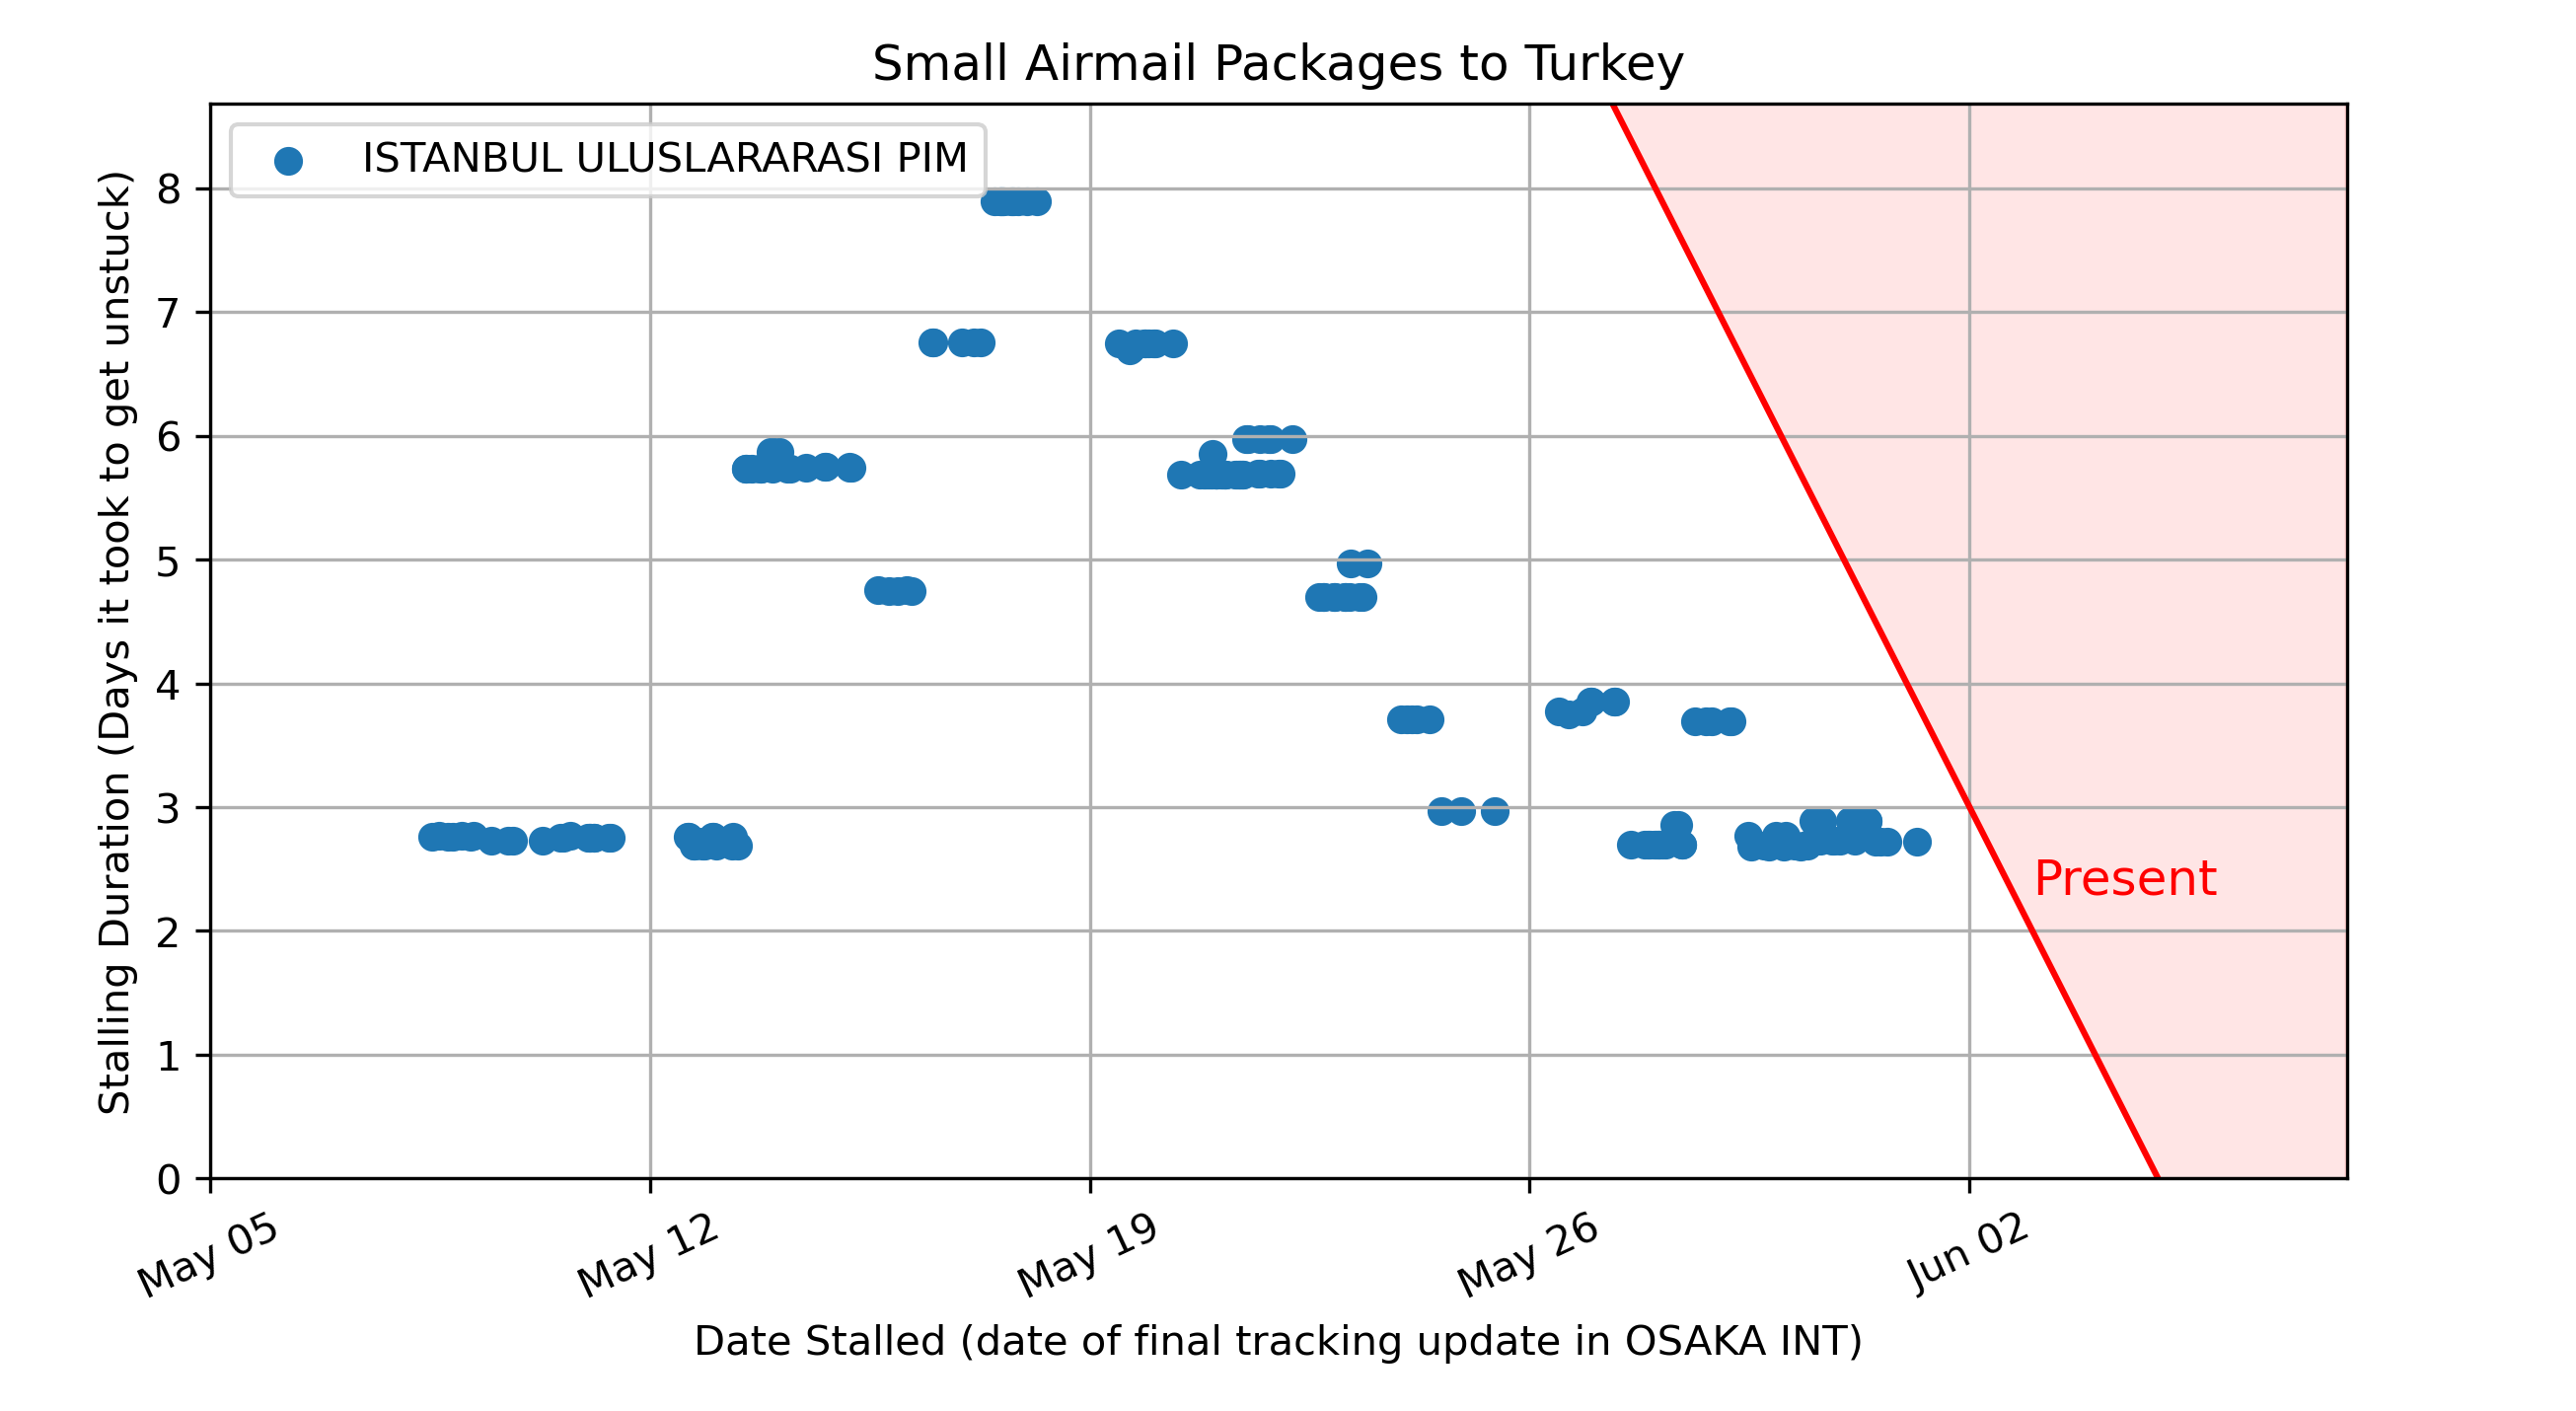 Small Airmail Packages to Turkey
ISTANBUL ULUSLARARASI PIM
Stalling Duration (Days it took to get unstuck)
8
7
6
5
4
3
2
1
0
Present
May 05
May 12
May 19
May 26
Jun 02
Date Stalled (date of final tracking update in OSAKA INT)